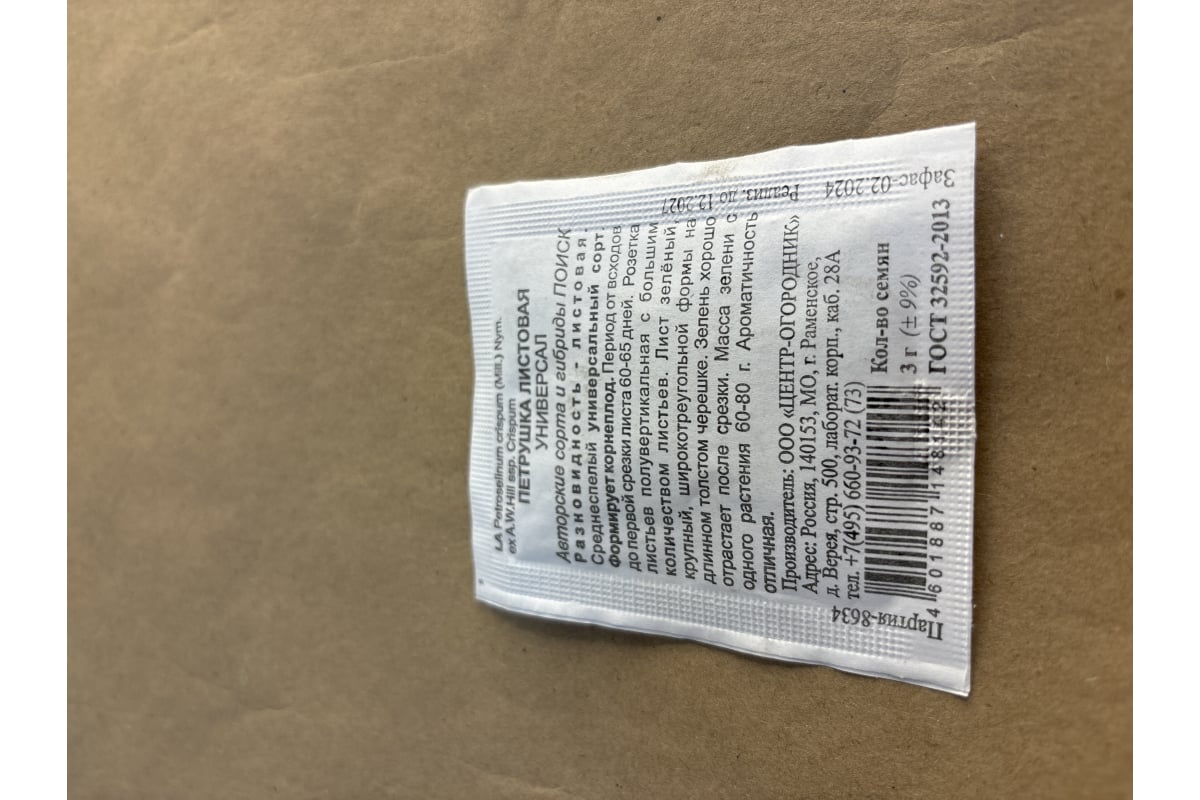 LA Petroselinum crispum (Mill.) Nym.
ex A.W.Hill ssp. Crispum
ПЕТРУШКА ЛИСТОВАЯ
УНИВЕРСАЛ
Авторские сорта и гибриды ПОИСК
Разновидность - листовая.
Среднеспелый универсальный сорт.
Формирует корнеплод. Период от всходов
до первой срезки листа 60-65 дней. Розетка
листьев полувертикальная с большим
количеством листьев. Лист зелёный,
крупный, широкотреугольной формы на
длинном толстом черешке. Зелень хорошо
отрастает после срезки. Масса зелени с
одного растения 60-80 г. Ароматичность
отличная.
Производитель: ООО «ЦЕНТР-ОГОРОДНИК»
Адрес: Россия, 140153, МО, г. Раменское,
д. Верея, стр. 500, лаборат. корп., каб. 28А
тел. +7(495) 660-93-72 (73)
Кол-во семян
3 г (± 9%)
ГОСТ 32592-2013
4 601887 148322
Партия-8634
Реализ. до 12.2027
Зафас-02.2024